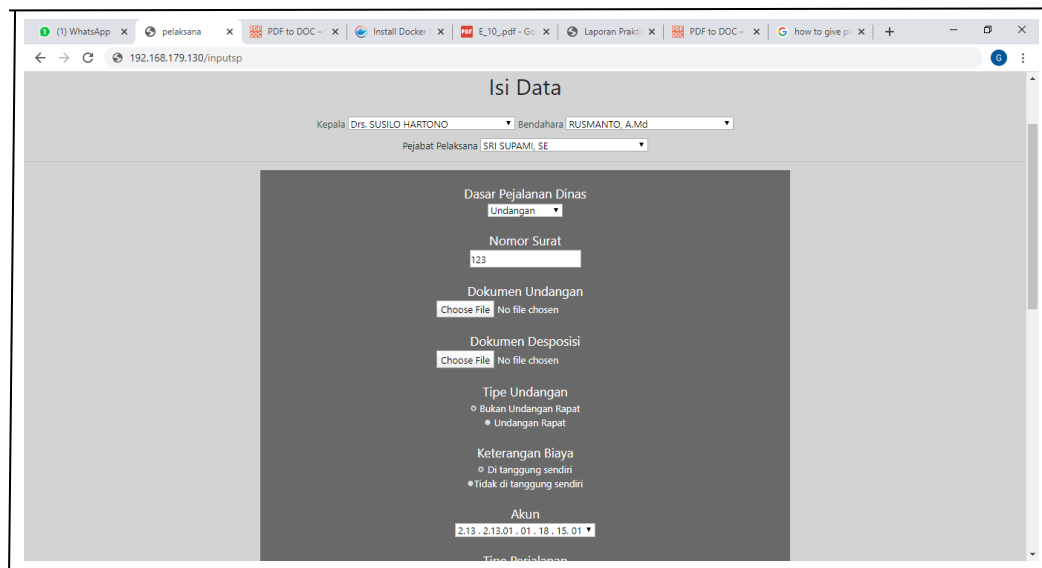 (1) WhatsApp
pelaksana
PDF to DOC –
Install Docker
E_10_.pdf - Go
Laporan Prakti
PDF to DOC –
how to give p
192.168.179.130/inputsp
G
Isi Data
Kepala Drs. SUSILO HARTONO Bendahara RUSMANTO, A.Md
Pejabat Pelaksana SRI SUPAMI, SE
Dasar Pejalanan Dinas
Undangan
Nomor Surat
123
Dokumen Undangan
Choose File No file chosen
Dokumen Desposisi
Choose File No file chosen
Tipe Undangan
Bukan Undangan Rapat
Undangan Rapat
Keterangan Biaya
Di tanggung sendiri
Tidak di tanggung sendiri
Akun
2.13 . 2.13.01 . 01 . 18 . 15. 01
Tipe Perjalanan